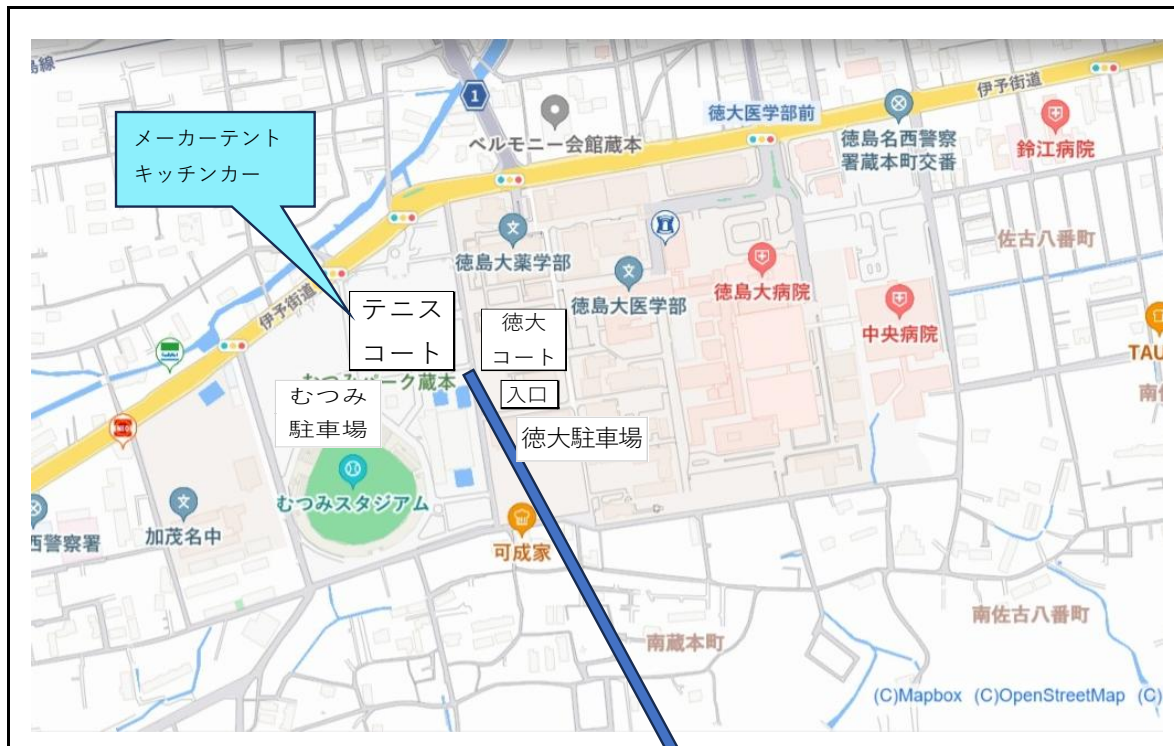 島線
伊予街道
1
徳大医学部前
ベルモニー会館蔵本
徳島名西警察
署蔵本町交番
鈴江病院
メーカーテント
キッチンカー
佐古八番町
徳島大薬学部
徳島大医学部
徳島大病院
中央病院
伊予街道
テニス
コート
徳大
コート
入口
TAU
むつみパーク蔵本
むつみ
駐車場
徳大駐車場
南佐
むつみスタジアム
西警察署
加茂名中
可成家
南佐古八番町
南蔵本町
(C)Mapbox (C)OpenStreetMap (C)